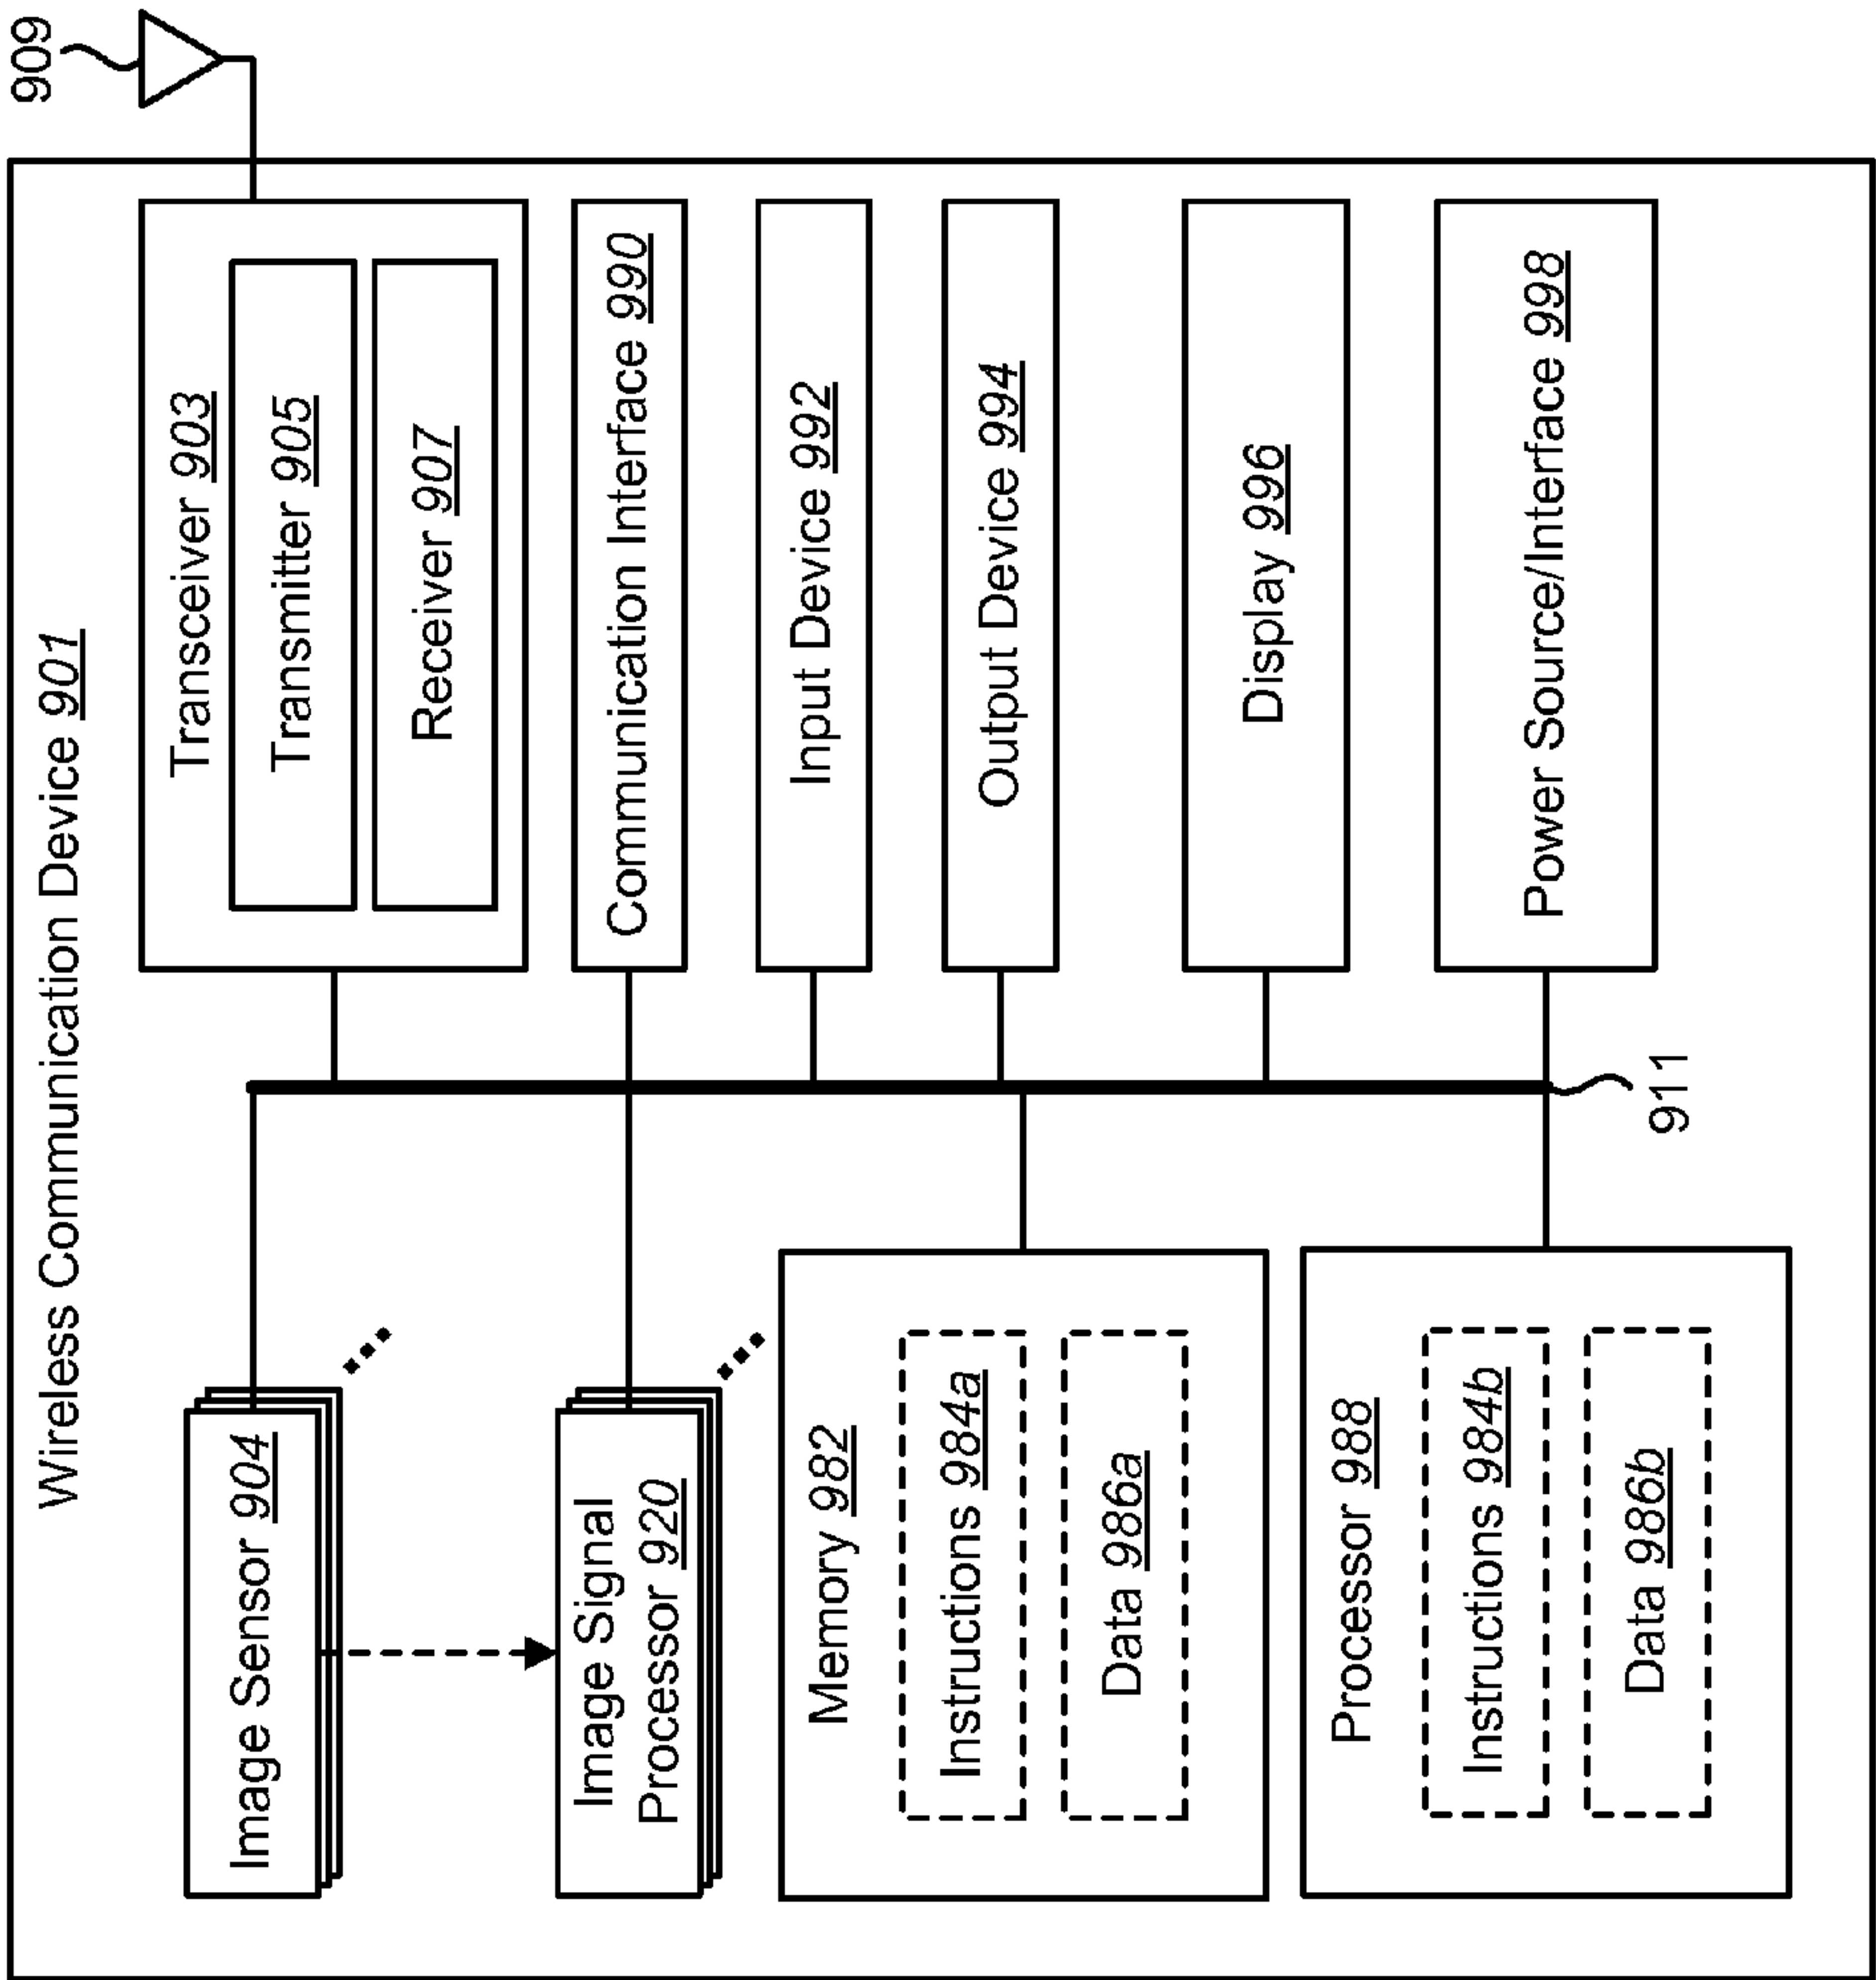 Wireless Communication Device 901
909
Image Sensor 904
Image Signal
Processor 920
Memory 982
Instructions 984a
Data 986a
Processor 988
Instructions 984b
Data 986b
911
Transceiver 903
Transmitter 905
Receiver 907
Communication Interface 990
Input Device 992
Output Device 994
Display 996
Power Source/Interface 998